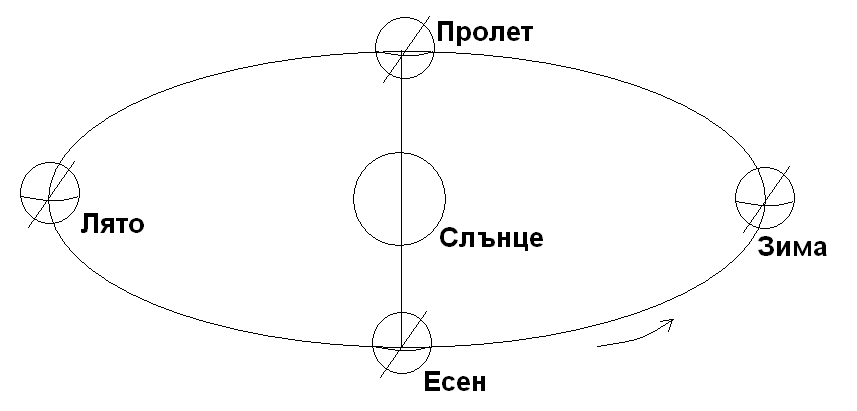 Пролет
Лято
Слънце
Зима
Есен